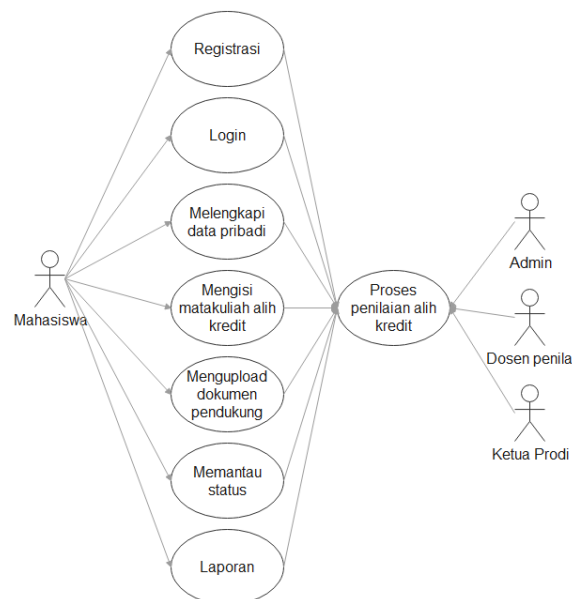 Registrasi
Login
Melengkapi
data pribadi
Mahasiswa
Mengisi
matakuliah alih
kredit
Mengupload
dokumen
pendukung
Memantau
status
Laporan
Proses
penilaian alih
kredit
Admin
Dosen penila
Ketua Prodi